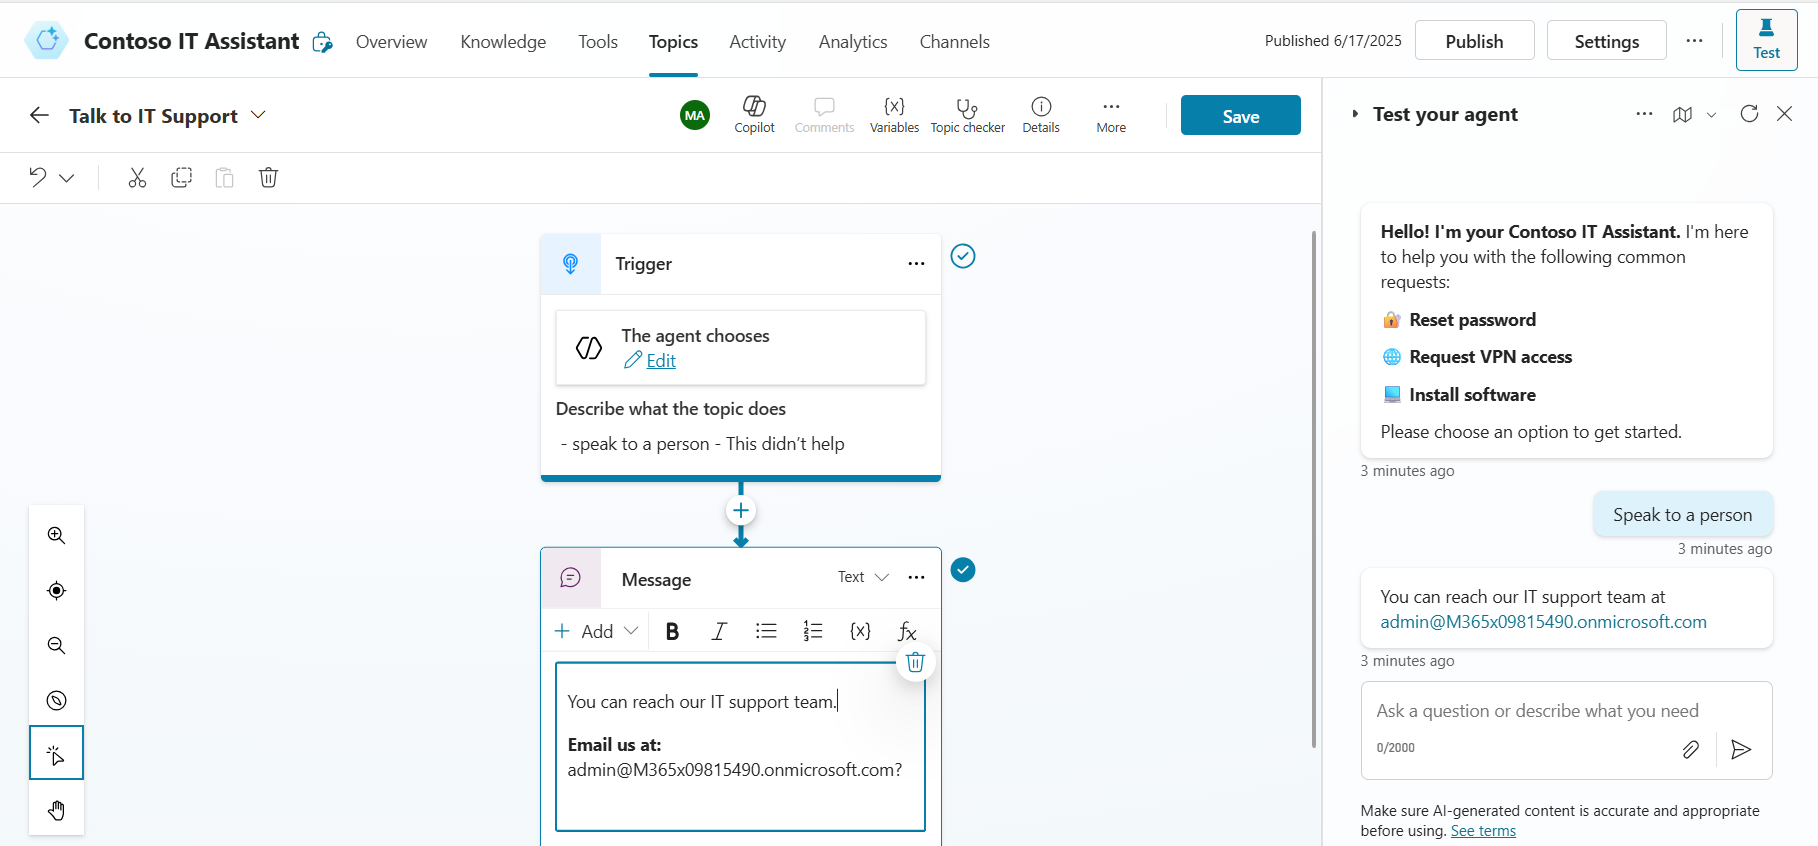 Contoso IT Assistant
Overview
Knowledge
Tools
Topics
Activity
Analytics
Channels
Published 6/17/2025
Publish
Settings
...
Test
Talk to IT Support
MA
Copilot
Comments
{x}
Variables
Topic checker
Details
More
Save
Test your agent
Trigger
The agent chooses
Edit
Describe what the topic does
- speak to a person - This didn't help
Message
Text
Add
B
I
{x}
fx
You can reach our IT support team.
Email us at:
admin@M365x09815490.onmicrosoft.com?
Hello! I'm your Contoso IT Assistant. I'm here
to help you with the following common
requests:
Reset password
Request VPN access
Install software
Please choose an option to get started.
3 minutes ago
Speak to a person
3 minutes ago
You can reach our IT support team at
admin@M365x09815490.onmicrosoft.com
3 minutes ago
Ask a question or describe what you need
0/2000
Make sure AI-generated content is accurate and appropriate
before using. See terms